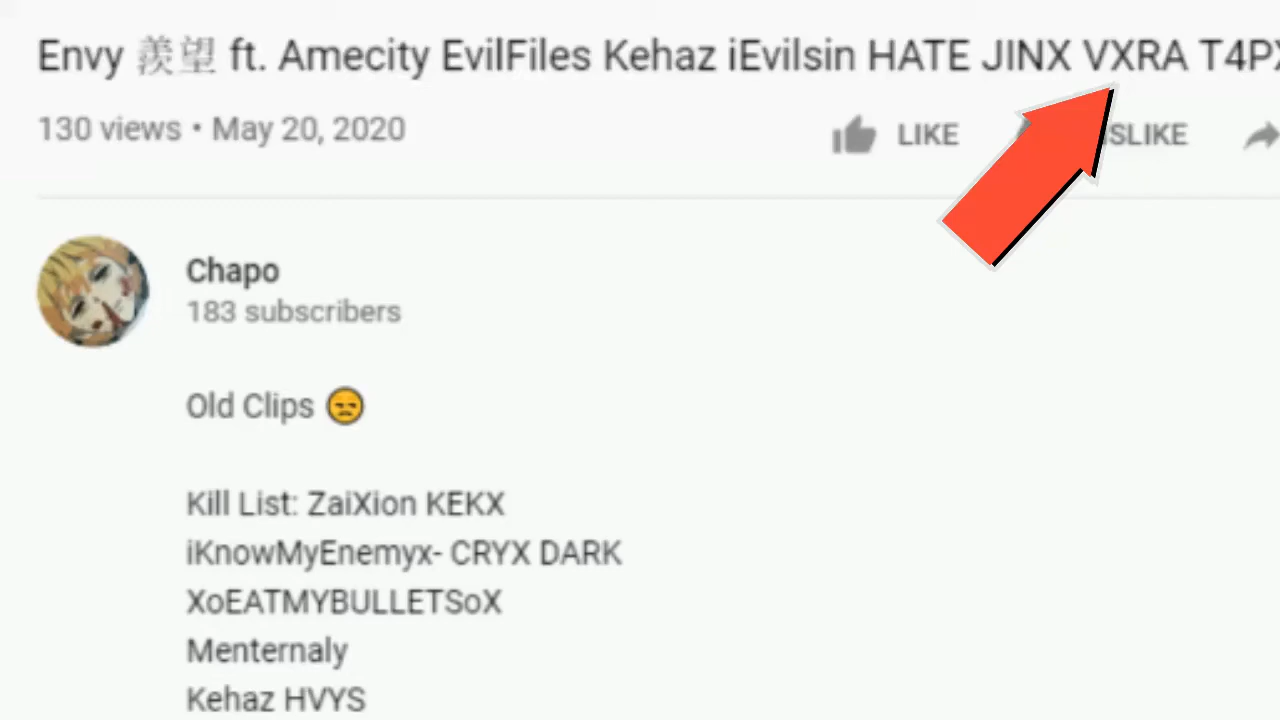 Envy 羨望 ft. Amecity EvilFiles Kehaz iEvilsin HATE JINX VXRA
130 views • May 20, 2020
LIKE
Chapo
183 subscribers
Old Clips 😒
Kill List: ZaiXion KEKX
iKnowMyEnemyx- CRYX DARK
XoEATMYBULLETSoX
Menternaly
Kehaz HVYS